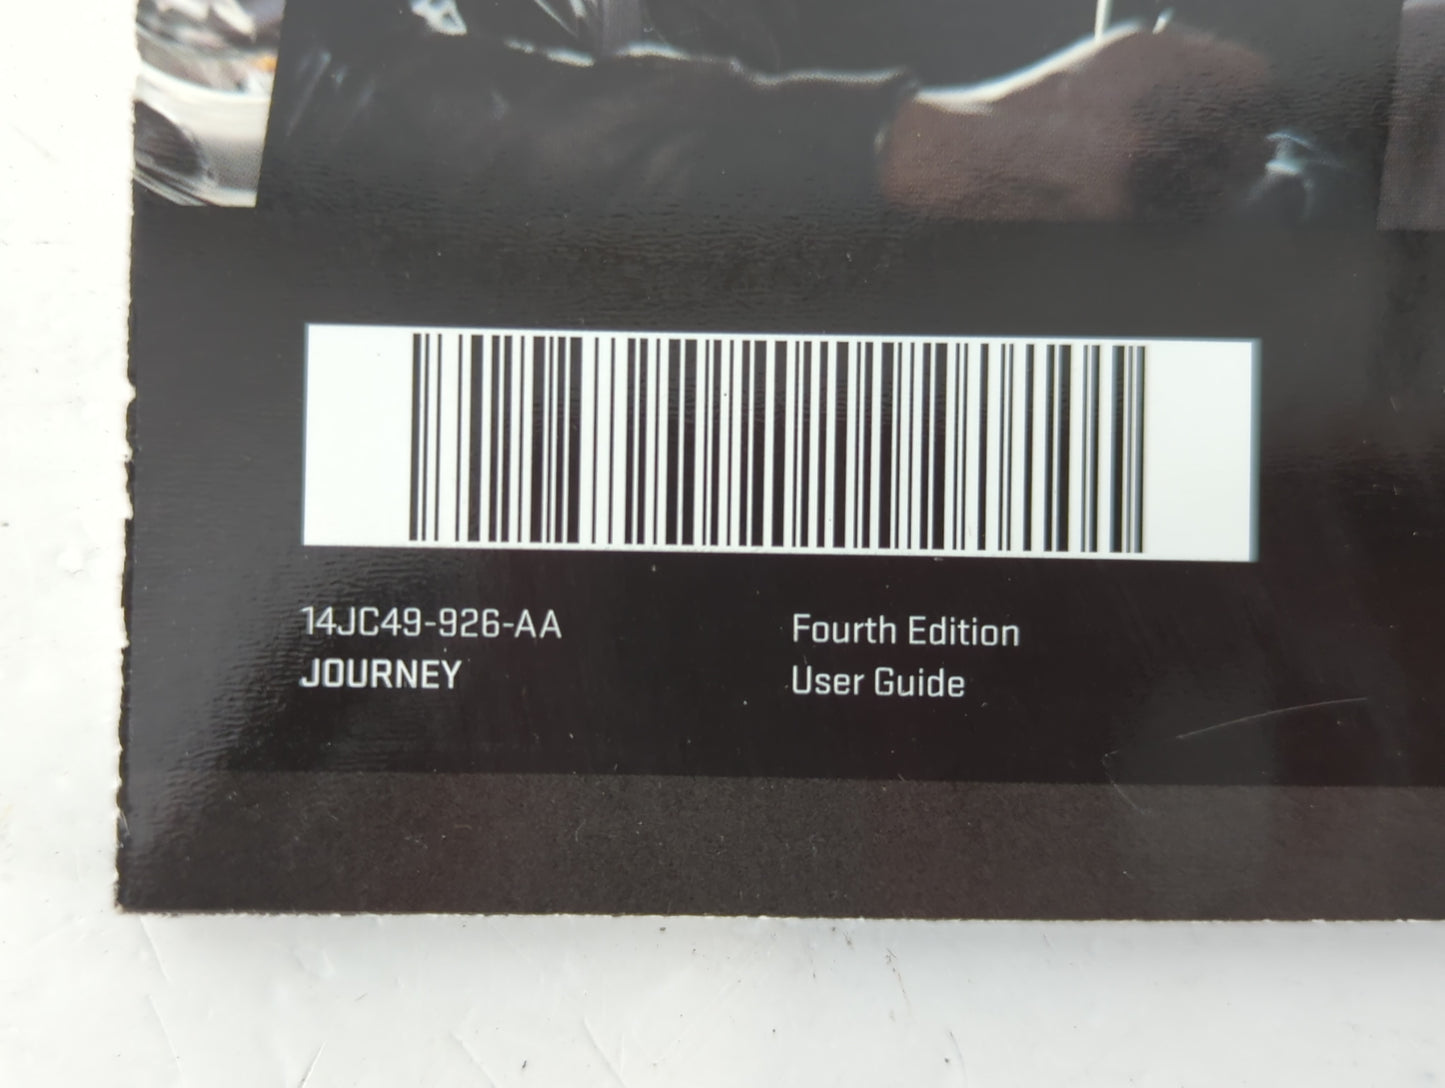 14JC49-926-AA
JOURNEY
Fourth Edition
User Guide